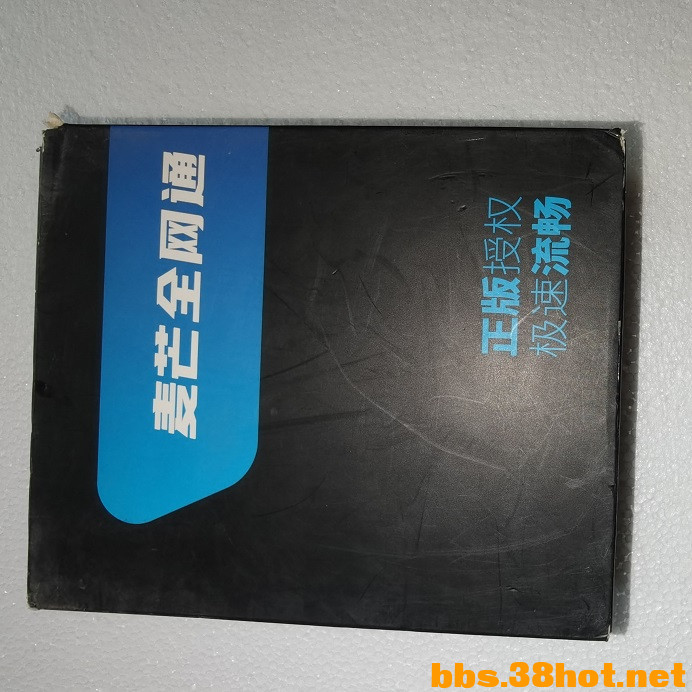 麦芒全网通
正版授权
极速流畅
bbs.38hot.net